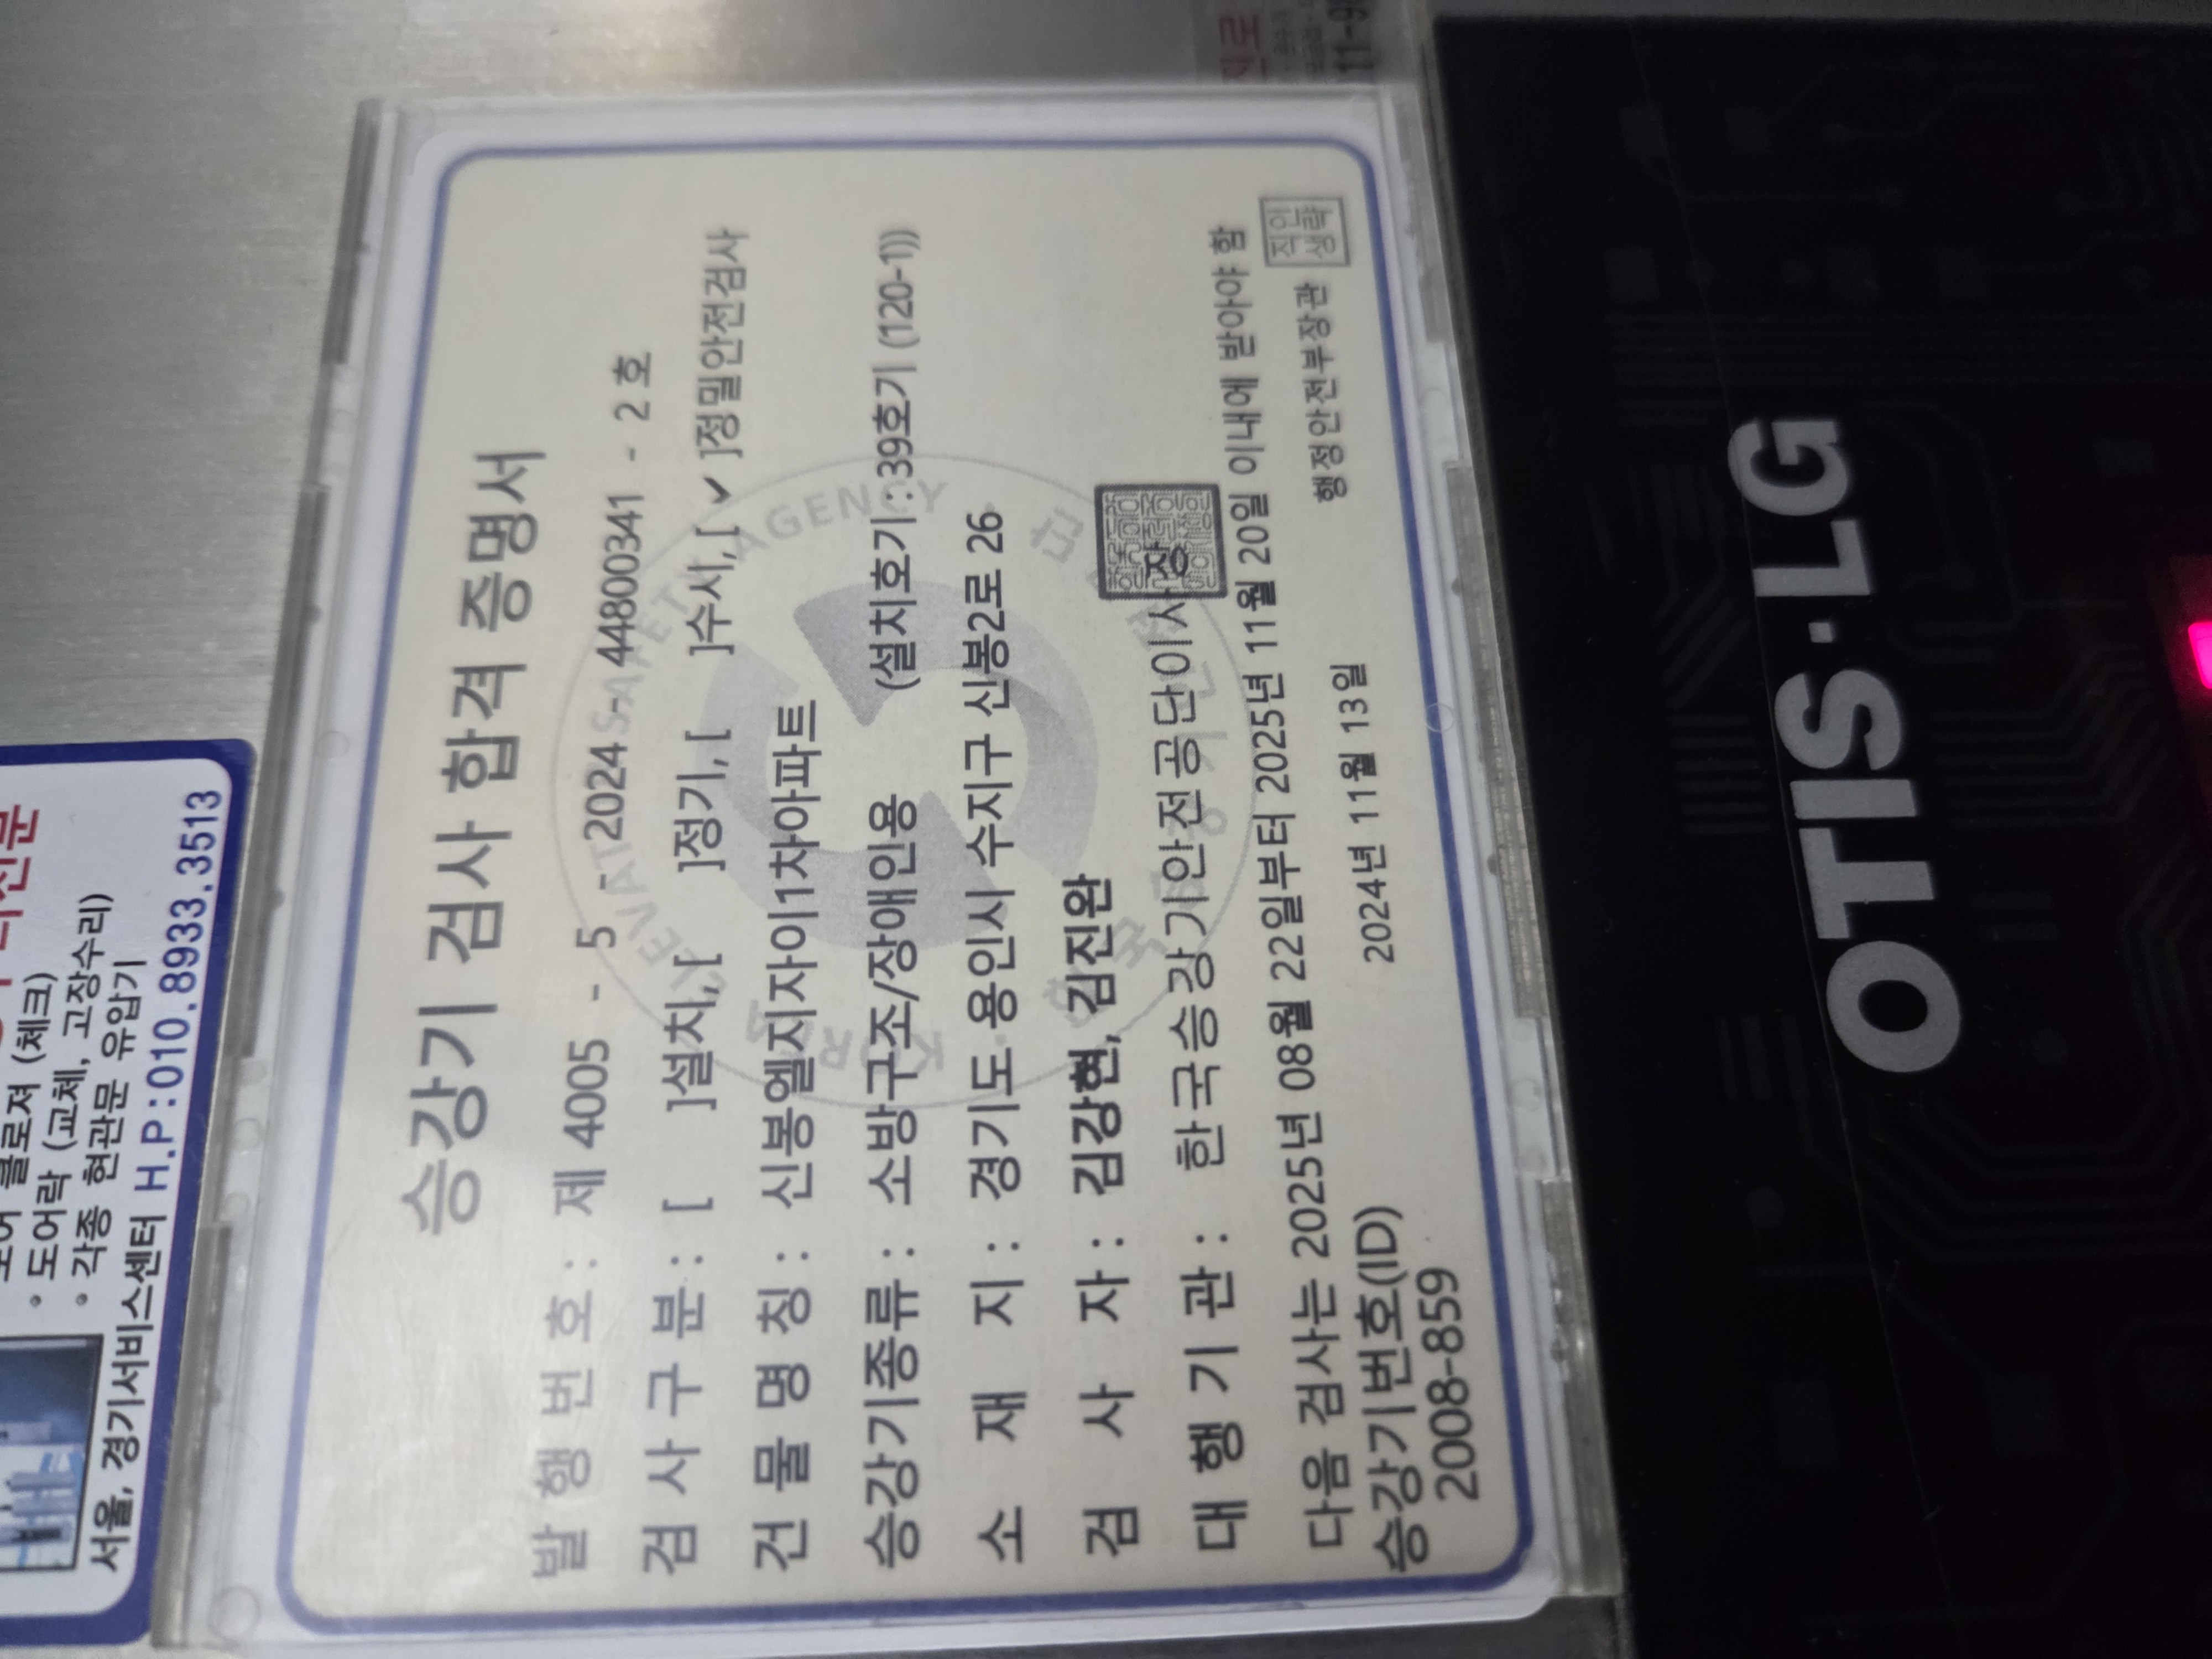 승강기 검사 합격 증명서
발 행 번 호 : 제 4005 - 5 - 2024 - 44800341 - 2 호
검 사 구 분 : [ ]설치,[ ]정기,[ ]수시,[✔]정밀안전검사
건 물 명 칭 : 신봉엘지자이1차아파트
승강기종류 : 소방구조/장애인용 (설치호기 : 39호기 (120-1))
소 재 지 : 경기도 용인시 수지구 신봉2로 26
검 사 자 : 김강현, 김진완
대 행 기 관 : 한국승강기안전공단이사장
다음 검사는 2025년 08월 22일부터 2025년 11월 20일 이내에 받아야 함
승강기번호(ID)
2008-859
2024년 11월 13일
행정안전부장관
직인
생략
SAFETY AGENCY
OTIS·LG
클로져 (체크)
• 도어락 (교체, 고장수리)
• 각종 현관문 유압기
서울, 경기서비스센터 H.P:010.8933.3513